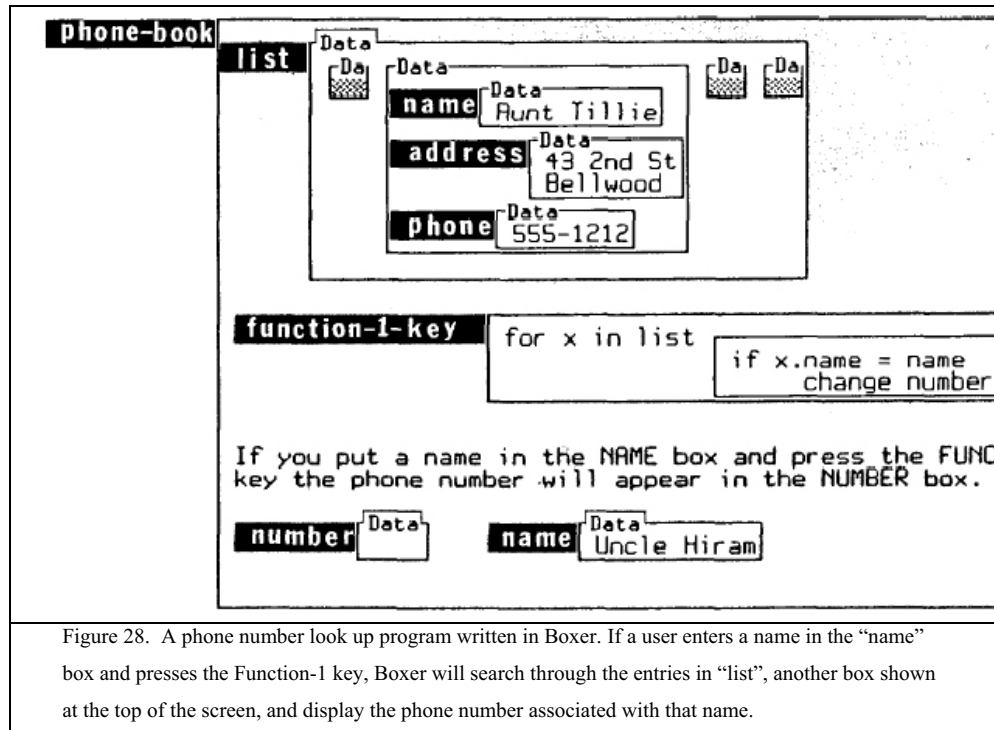 phone-book
list
Data
Da
Data
Da
Da
name
Data
Aunt Tillie
address
Data
43 2nd St
Bellwood
phone
Data
555-1212
function-1-key
for x in list
if x.name = name
change number
If you put a name in the NAME box and press the FUNC
key the phone number will appear in the NUMBER box.
number
Data
name
Data
Uncle Hiram
Figure 28. A phone number look up program written in Boxer. If a user enters a name in the “name”
box and presses the Function-1 key, Boxer will search through the entries in “list”, another box shown
at the top of the screen, and display the phone number associated with that name.